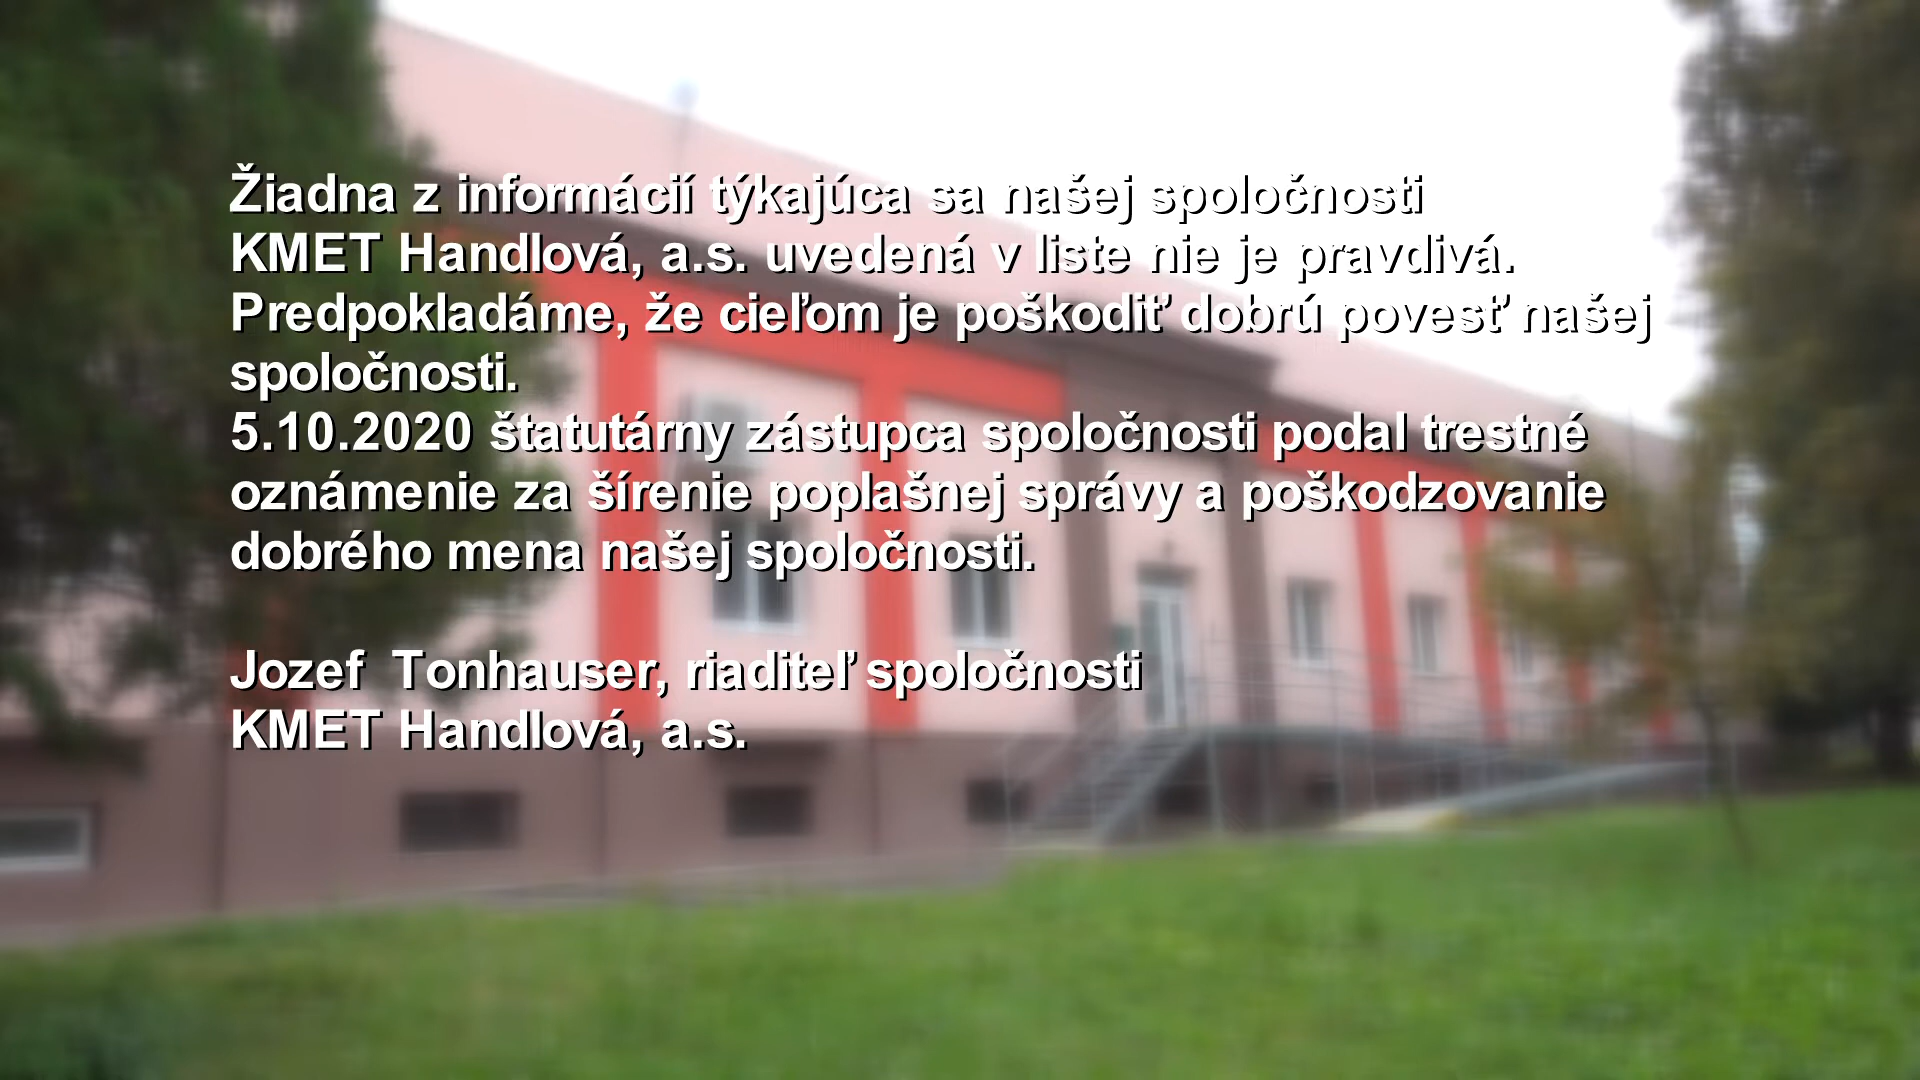 Žiadna z informácií týkajúca sa našej spoločnosti
KMET Handlová, a.s. uvedená v liste nie je pravdivá.
Predpokladáme, že cieľom je poškodiť dobrú povesť našej
spoločnosti.
5.10.2020 štatutárny zástupca spoločnosti podal trestné
oznámenie za šírenie poplašnej správy a poškodzovanie
dobrého mena našej spoločnosti.
Jozef  Tonhauser, riaditeľ spoločnosti
KMET Handlová, a.s.